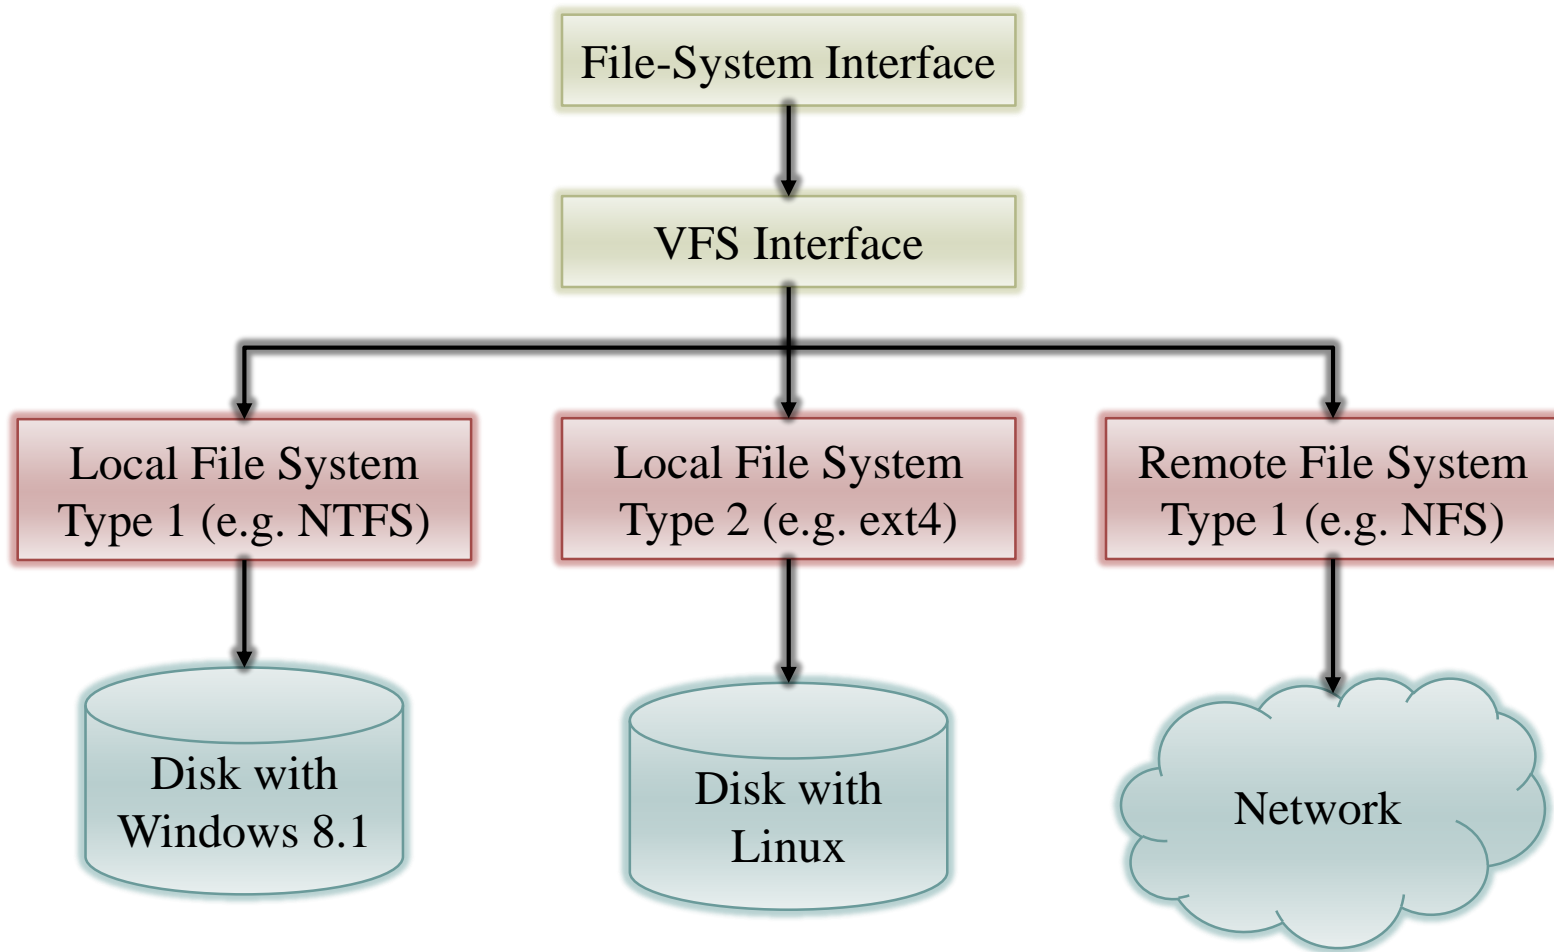 File-System Interface
VFS Interface
Local File System
Type 1 (e.g. NTFS)
Local File System
Type 2 (e.g. ext4)
Remote File System
Type 1 (e.g. NFS)
Disk with
Windows 8.1
Disk with
Linux
Network